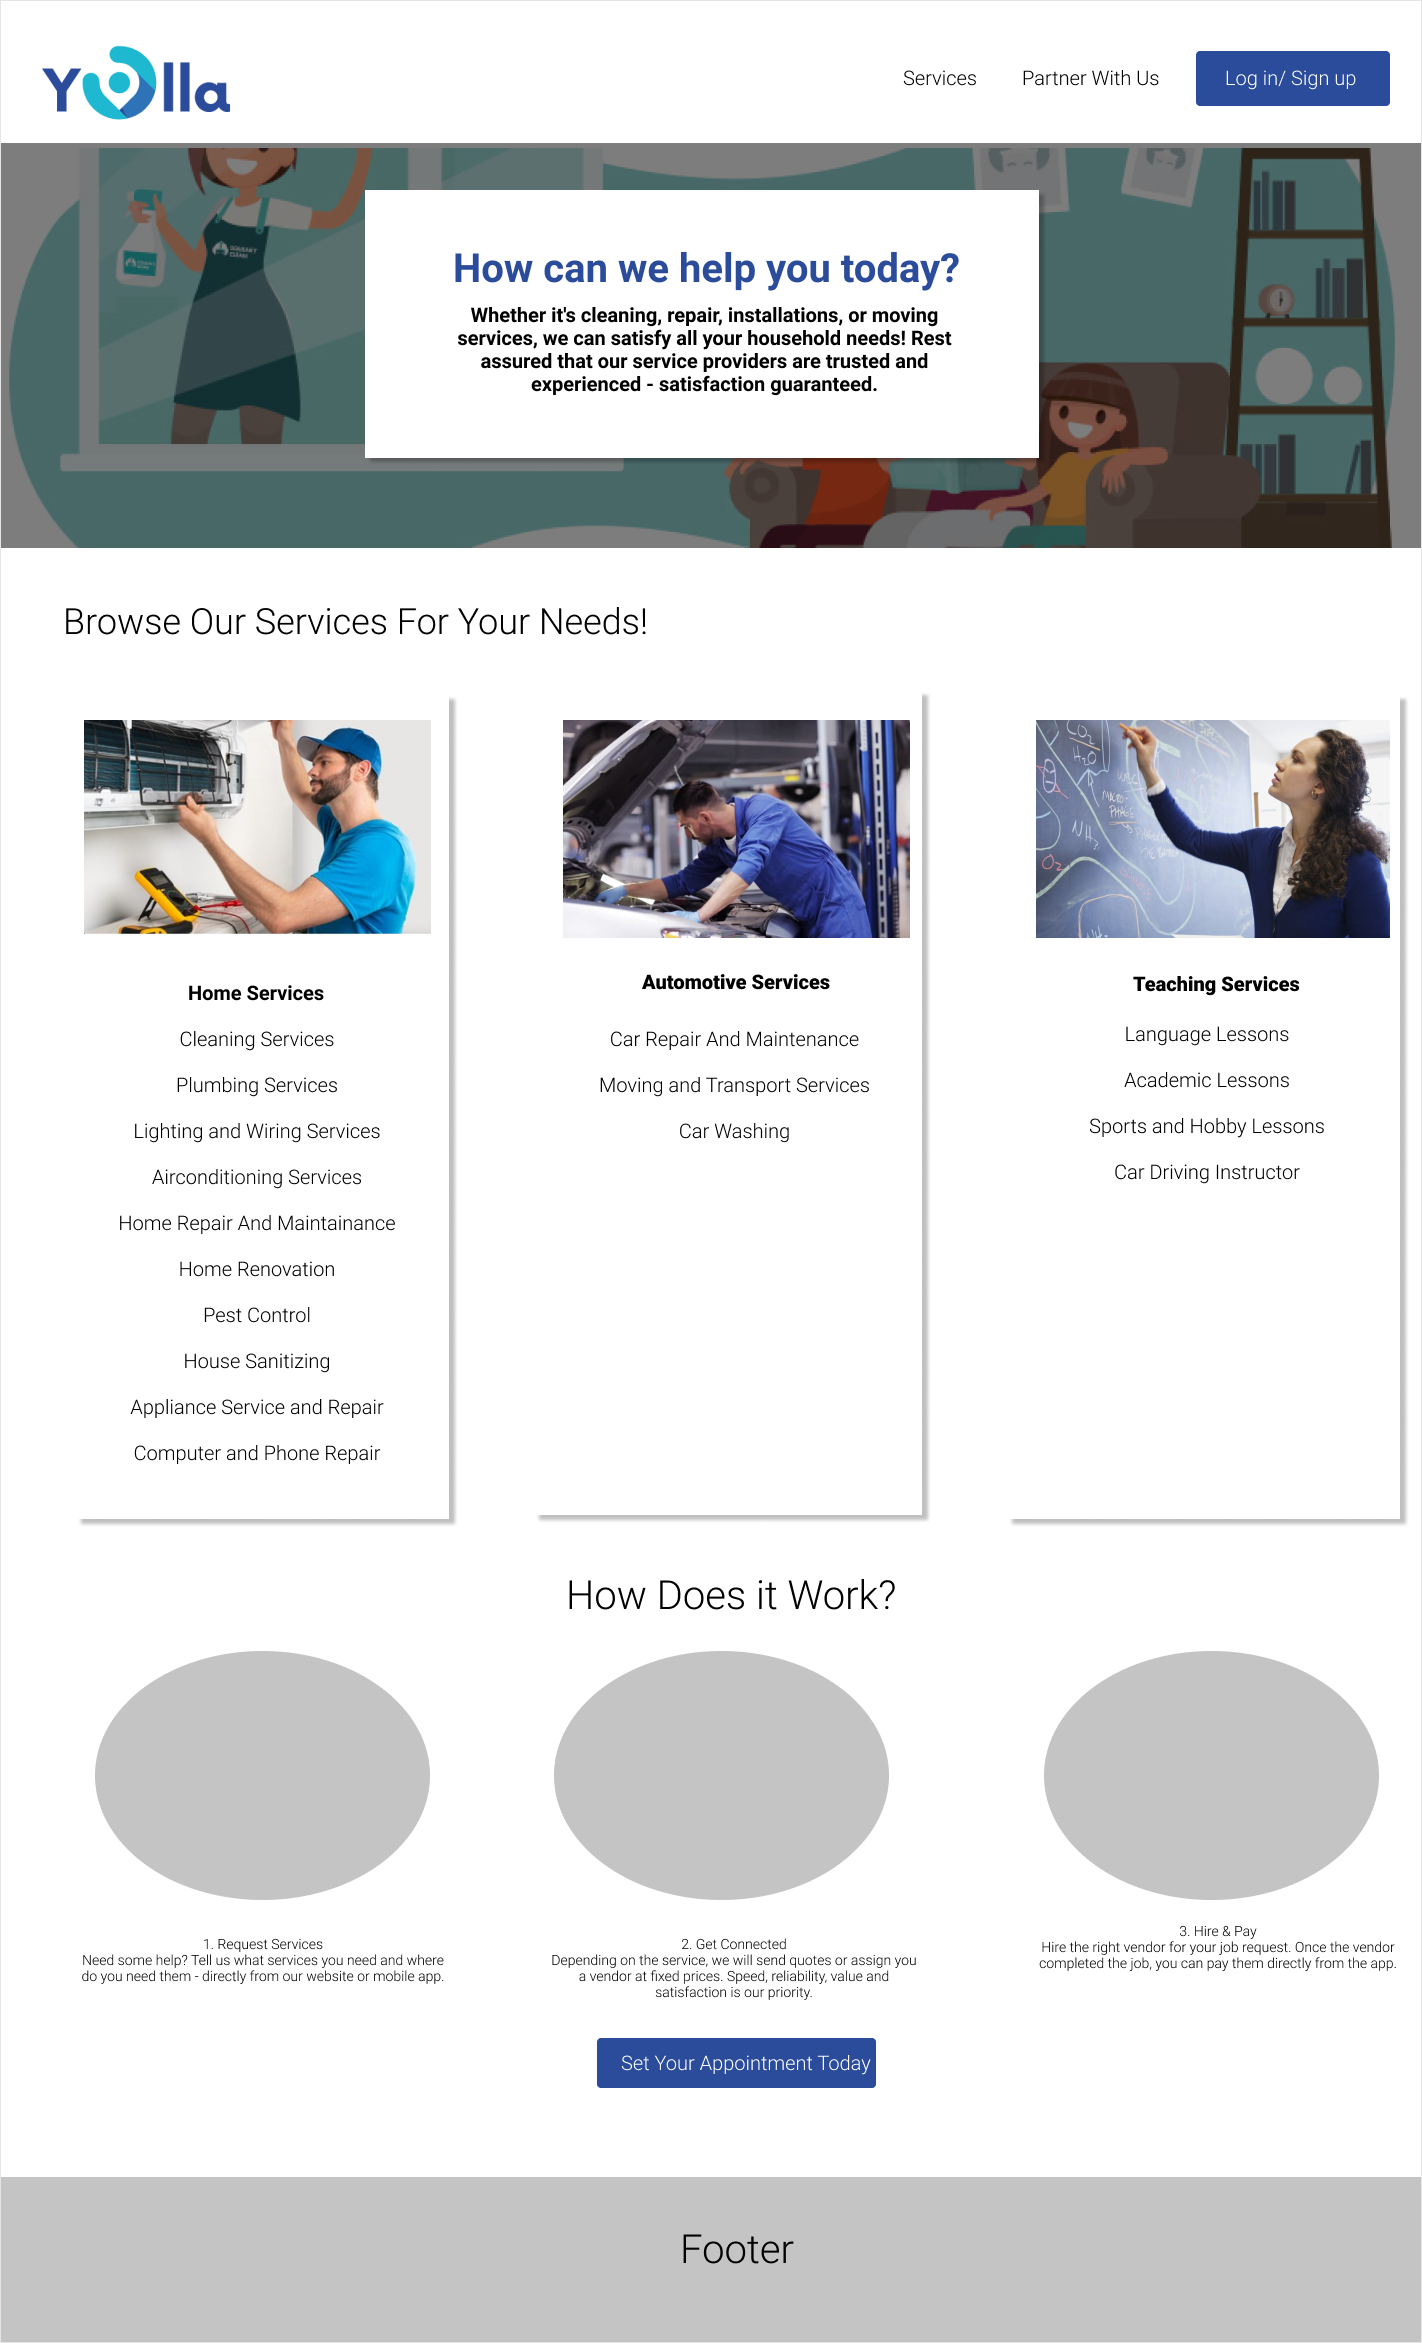 Yolla
Services
Partner With Us
Log in/ Sign up
How can we help you today?
Whether it's cleaning, repair, installations, or moving
services, we can satisfy all your household needs! Rest
assured that our service providers are trusted and
experienced - satisfaction guaranteed.
Browse Our Services For Your Needs!
CO2
H2O
NH3
O2
Home Services
Cleaning Services
Plumbing Services
Lighting and Wiring Services
Airconditioning Services
Home Repair And Maintainance
Home Renovation
Pest Control
House Sanitizing
Appliance Service and Repair
Computer and Phone Repair
Automotive Services
Car Repair And Maintenance
Moving and Transport Services
Car Washing
Teaching Services
Language Lessons
Academic Lessons
Sports and Hobby Lessons
Car Driving Instructor
How Does it Work?
1. Request Services
Need some help? Tell us what services you need and where
do you need them - directly from our website or mobile app.
2. Get Connected
Depending on the service, we will send quotes or assign you
a vendor at fixed prices. Speed, reliability, value and
satisfaction is our priority.
3. Hire & Pay
Hire the right vendor for your job request. Once the vendor
completed the job, you can pay them directly from the app.
Set Your Appointment Today
Footer